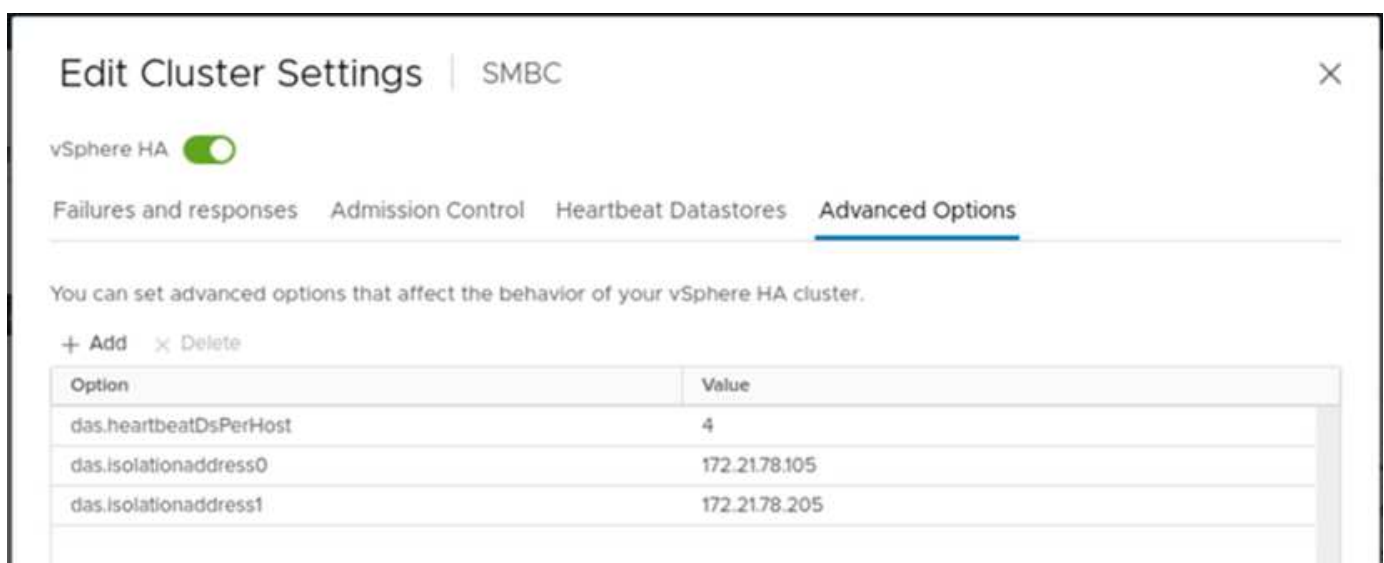 Edit Cluster Settings SMBC
vSphere HA
Failures and responses Admission Control Heartbeat Datastores Advanced Options
You can set advanced options that affect the behavior of your vSphere HA cluster.
+ Add × Delete
Option Value
das.heartbeatDsPerHost 4
das.isolationaddress0 172.21.78.105
das.isolationaddress1 172.21.78.205